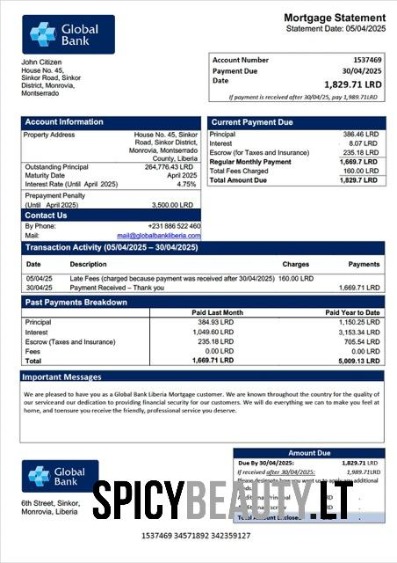 Global
Bank
Mortgage Statement
Statement Date: 05/04/2025
John Citizen
House No. 45,
Sinkor Road, Sinkor
District, Monrovia,
Montserrado
Account Number 1537469
Payment Due 30/04/2025
Date
1,829.71 LRD
If payment is received after 30/04/25, pay 1,989.71LRD
Account Information
Property Address House No. 45, Sinkor
Road, Sinkor District,
Monrovia, Montserrado
County, Liberia
Outstanding Principal 264,776.43 LRD
Maturity Date April 2025
Interest Rate (Until April 2025) 4.75%
Prepayment Penalty
(Until April 2025) 3,500.00 LRD
Contact Us
By Phone: +231 886 522 460
Mail: mail@globalbankliberia.com
Current Payment Due
Principal 386.46 LRD
Interest 8.07 LRD
Escrow (for Taxes and Insurance) 235.18 LRD
Regular Monthly Payment 1,669.7 LRD
Total Fees Charged 160.00 LRD
Total Amount Due 1,829.7 LRD
Transaction Activity (05/04/2025 – 30/04/2025)
Date Description Charges Payments
05/04/25 Late Fees (charged because payment was received after 30/04/2025) 160.00 LRD
30/04/25 Payment Received – Thank you 1,669.71 LRD
Past Payments Breakdown
Paid Last Month Paid Year to Date
Principal 384.93 LRD 1,150.25 LRD
Interest 1,049.60 LRD 3,153.34 LRD
Escrow (Taxes and Insurance) 235.18 LRD 705.54 LRD
Fees 0.00 LRD 0.00 LRD
Total 1,669.71 LRD 5,009.13 LRD
Important Messages
We are pleased to have you as a Global Bank Liberia Mortgage customer. We are known throughout the country for the quality of
our serviceand our dedication to providing financial security for our customers. We will do everything we can to make you feel at
home, and toensure you receive the friendly, professional service you deserve.
Global
Bank
6th Street, Sinkor,
Monrovia, Liberia
Amount Due
Due By 30/04/2025: 1,829.71 LRD
If received after 30/04/2025: 1,989.71LRD
SPICYBEAUTY.LT
Total Amount Enclosed
1537469 34571892 342359127